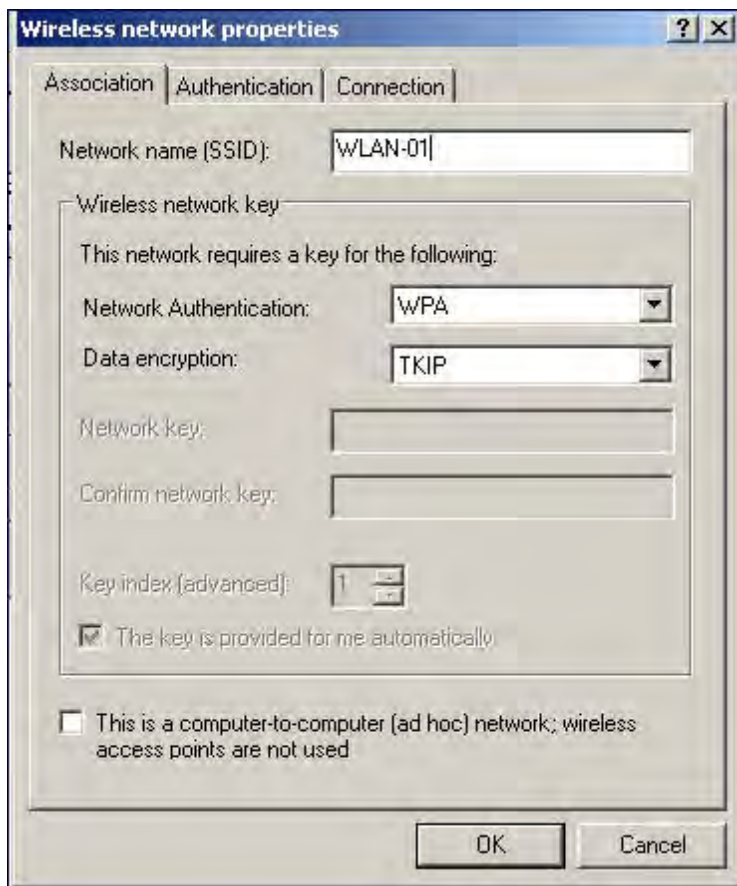 Wireless network properties
Association Authentication Connection
Network name (SSID): WLAN-01
Wireless network key
This network requires a key for the following:
Network Authentication: WPA
Data encryption: TKIP
Network key:
Confirm network key:
Key index (advanced): 1
The key is provided for me automatically
This is a computer-to-computer (ad hoc) network; wireless
access points are not used
OK Cancel